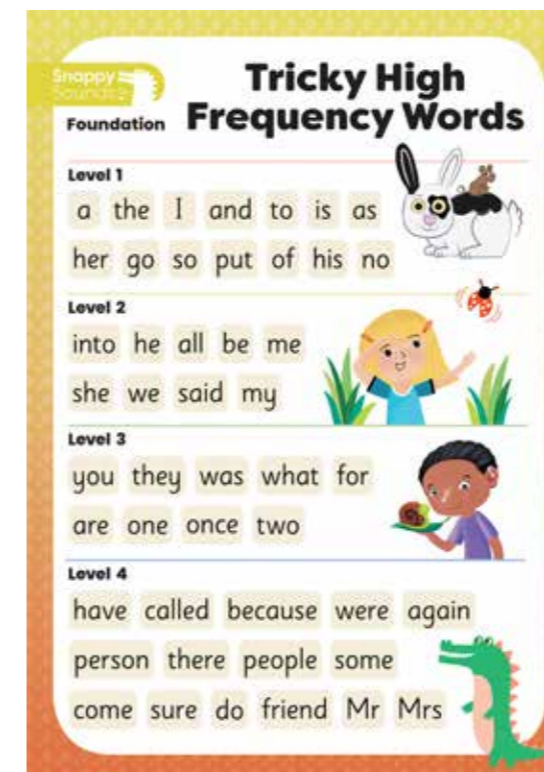 Snappy
Sounds
Foundation
Tricky High
Frequency Words
Level 1
a the I and to is as
her go so put of his no
Level 2
into he all be me
she we said my
Level 3
you they was what for
are one once two
Level 4
have called because were again
person there people some
come sure do friend Mr Mrs